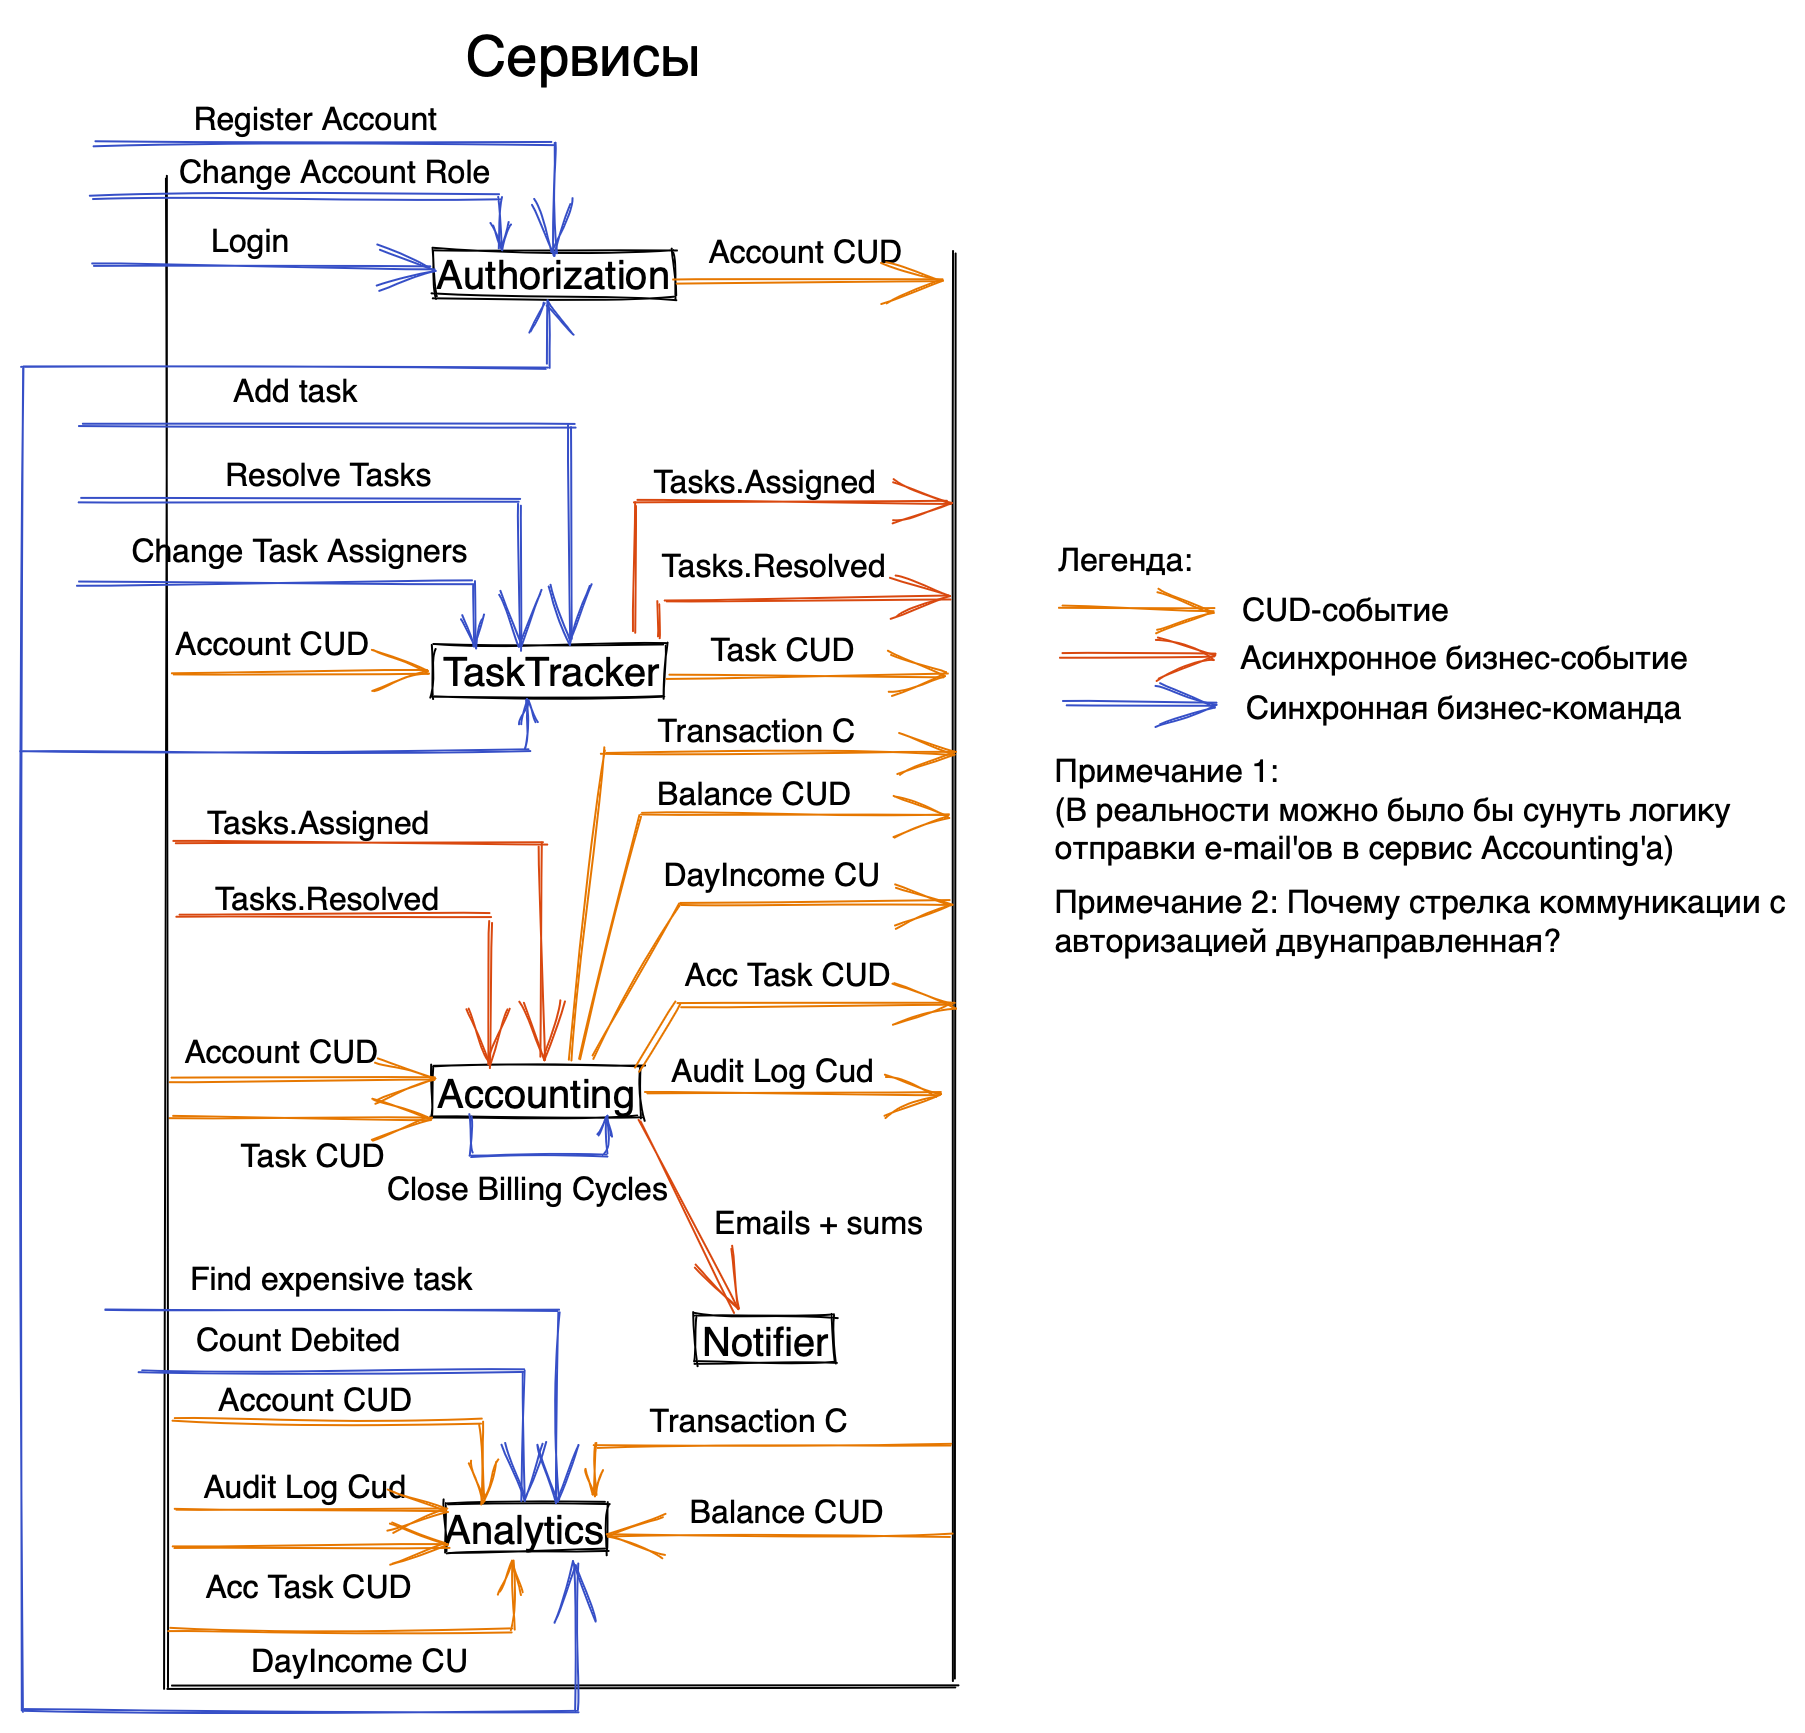 Сервисы
Register Account
Change Account Role
Login
Authorization
Account CUD
Add task
Resolve Tasks
Change Task Assigners
Account CUD
TaskTracker
Tasks.Assigned
Tasks.Resolved
Task CUD
Transaction C
Balance CUD
DayIncome CU
Acc Task CUD
Audit Log Cud
Tasks.Assigned
Tasks.Resolved
Account CUD
Accounting
Task CUD
Close Billing Cycles
Emails + sums
Notifier
Find expensive task
Count Debited
Account CUD
Audit Log Cud
Analytics
Acc Task CUD
DayIncome CU
Transaction C
Balance CUD
Легенда:
CUD-событие
Асинхронное бизнес-событие
Синхронная бизнес-команда
Примечание 1:
(В реальности можно было бы сунуть логику
отправки e-mail'ов в сервис Accounting'а)
Примечание 2: Почему стрелка коммуникации с
авторизацией двунаправленная?